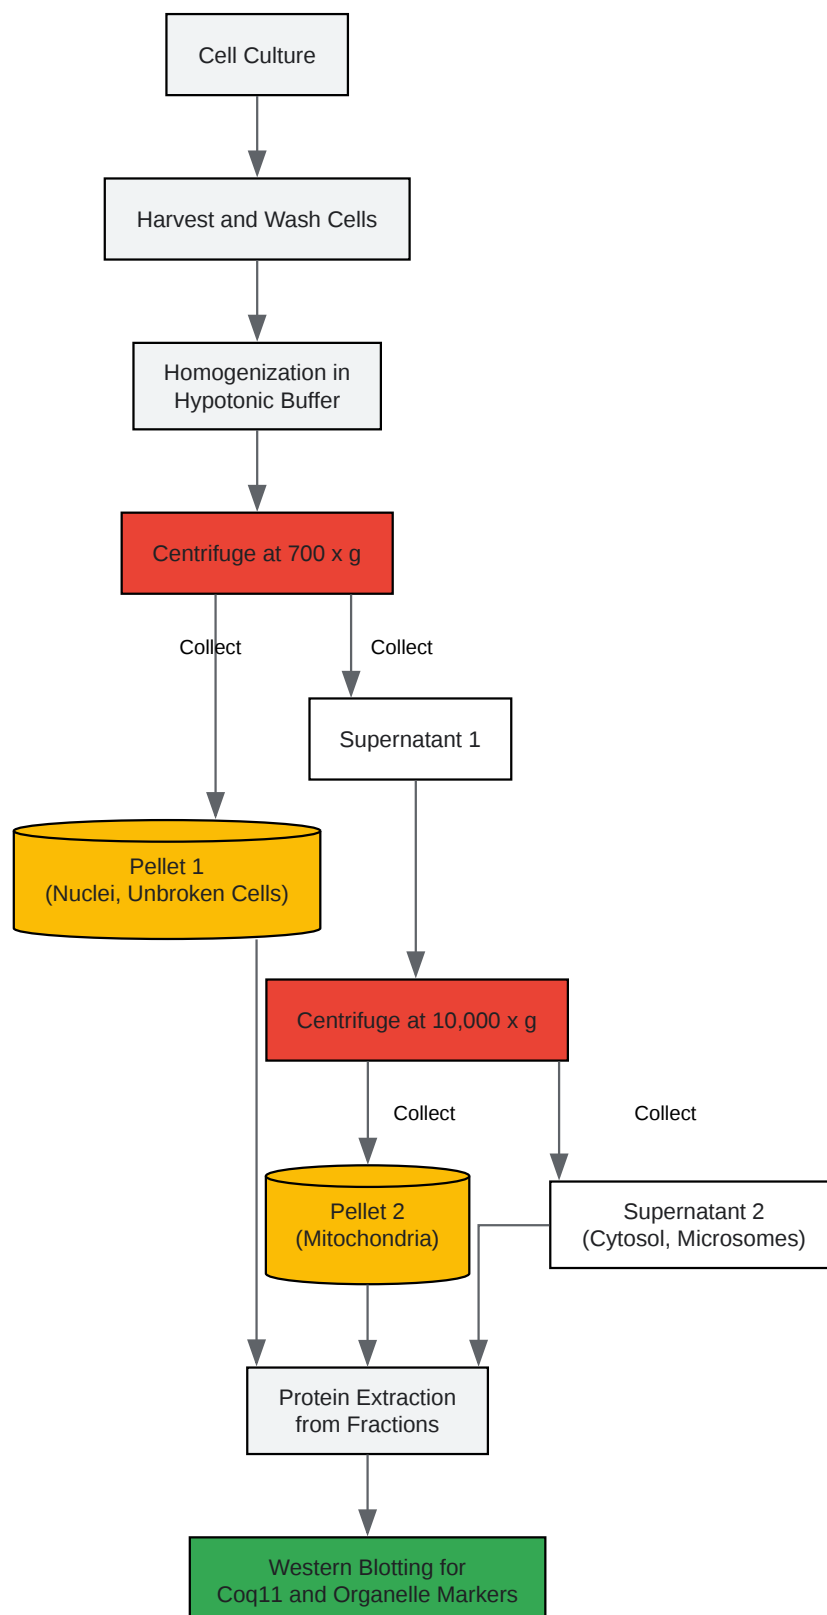 Cell Culture
Harvest and Wash Cells
Homogenization in
Hypotonic Buffer
Centrifuge at 700 x g
Collect
Collect
Supernatant 1
Pellet 1
(Nuclei, Unbroken Cells)
Centrifuge at 10,000 x g
Collect
Collect
Pellet 2
(Mitochondria)
Supernatant 2
(Cytosol, Microsomes)
Protein Extraction
from Fractions
Western Blotting for
Coq11 and Organelle Markers